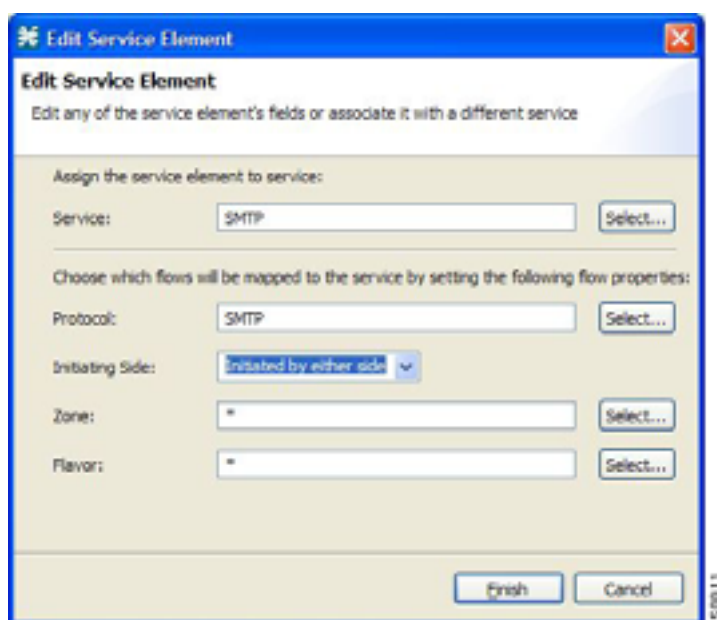 Edit Service Element
Edit Service Element
Edit any of the service element's fields or associate it with a different service
Assign the service element to service:
Service: SMTP Select...
Choose which flows will be mapped to the service by setting the following flow properties:
Protocol: SMTP Select...
Initiating Side: Initiated by either side
Zone: * Select...
Flavor: * Select...
Finish Cancel